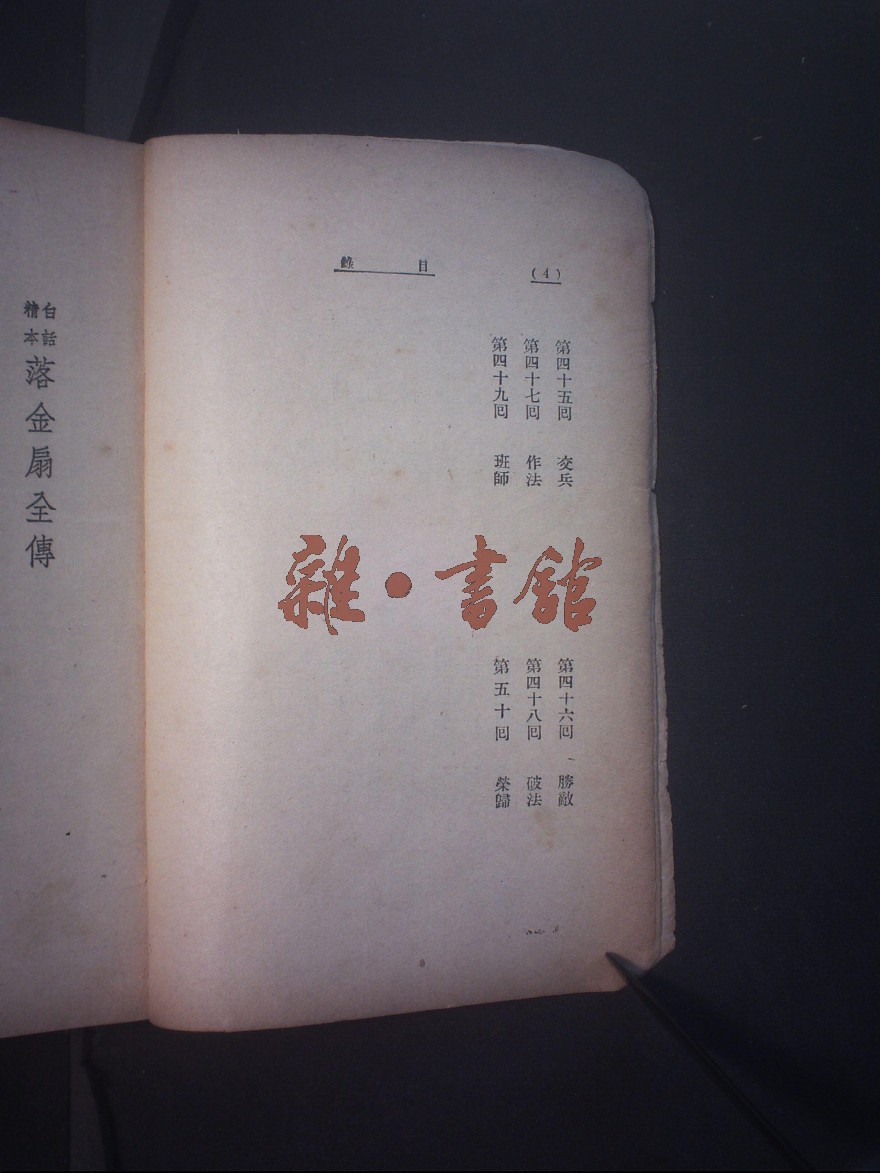 (4)
目錄
第四十五回 交兵
第四十六回 勝敵
第四十七回 作法
第四十八回 破法
第四十九回 班師
第五十回 榮歸
雜·書館
白話
精本
落金扇全傳